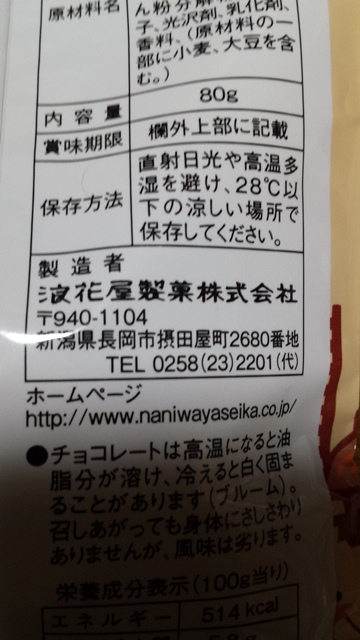 原材料名
ん粉分解
子、光沢剤、乳化剤、
香料、(原材料の一
部に小麦、大豆を含
む。)
内容量 80g
賞味期限 欄外上部に記載
保存方法
直射日光や高温多
湿を避け、28℃以
下の涼しい場所で
保存してください。
製造者
浪花屋製菓株式会社
〒940-1104
新潟県長岡市摂田屋町2680番地
TEL 0258(23)2201(代)
ホームページ
http://www.naniwayaseika.co.jp/
●チョコレートは高温になると油
脂分が溶け、冷えると白く固ま
ることがあります(ブルーム)。
召しあがっても身体にさしさわり
ありませんが、風味は劣ります。
栄養成分表示(100g当り)
エネルギー 514kcal